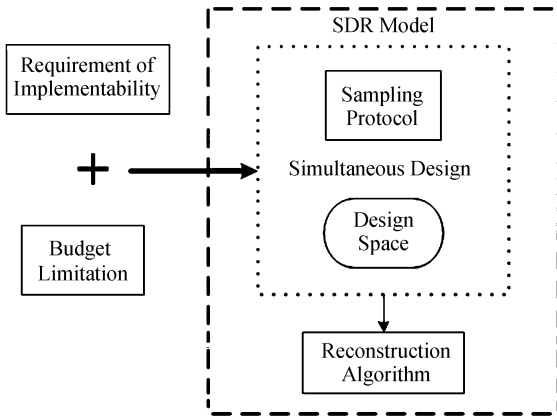 SDR Model
Requirement of
Implementability
+
Budget
Limitation
Sampling
Protocol
Simultaneous Design
Design
Space
Reconstruction
Algorithm